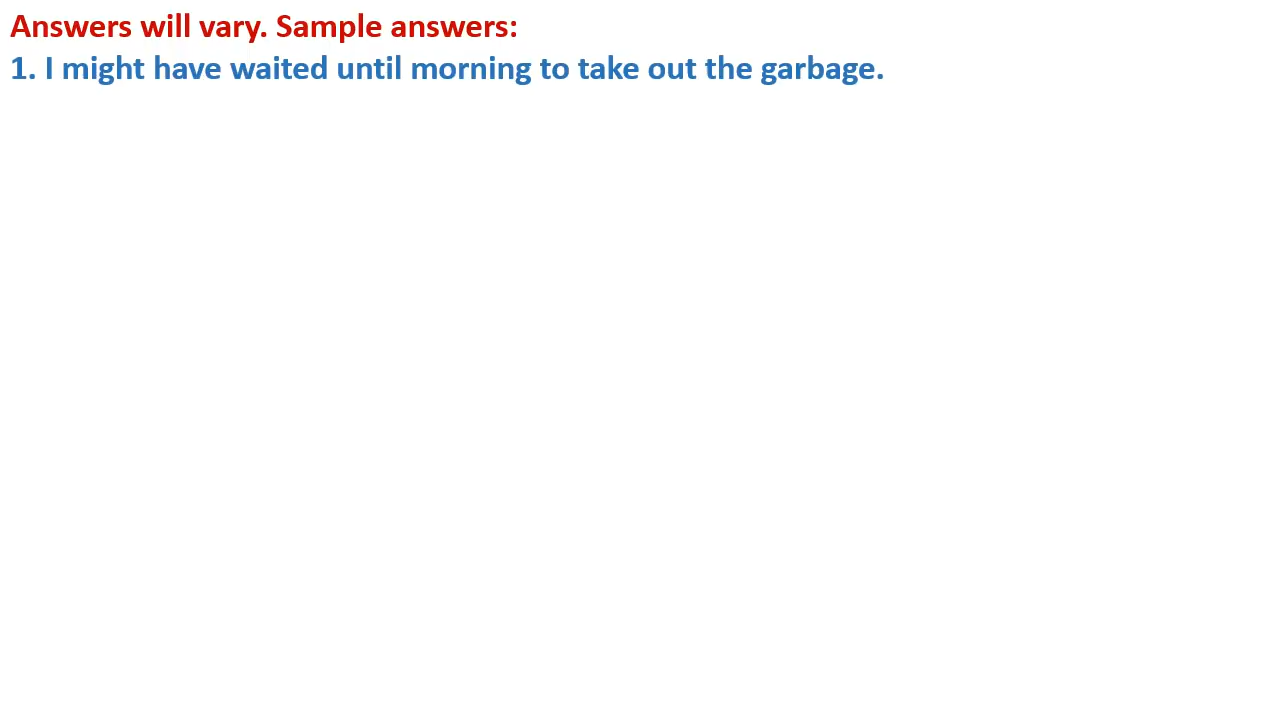 Answers will vary. Sample answers:
1. I might have waited until morning to take out the garbage.